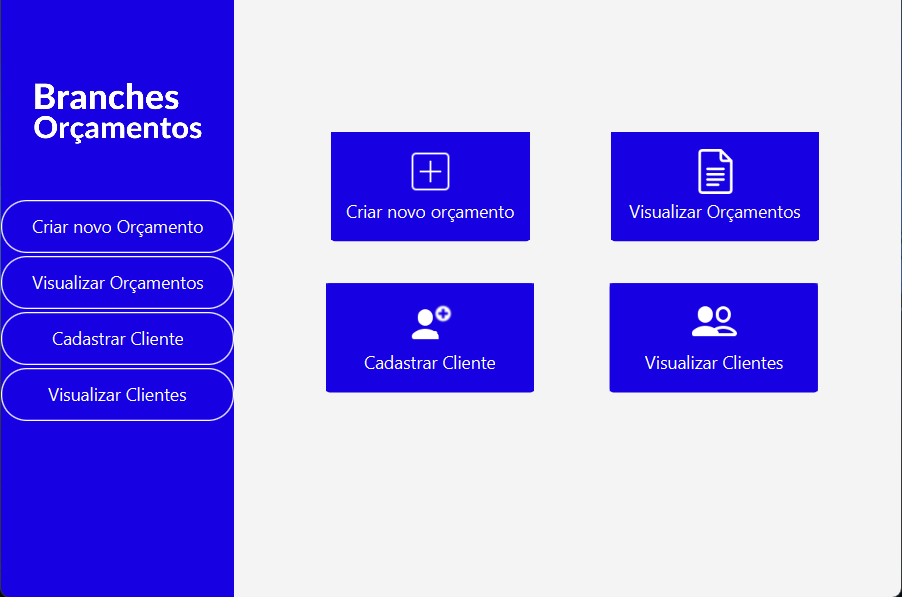 Branches
Orçamentos
Criar novo Orçamento
Visualizar Orçamentos
Cadastrar Cliente
Visualizar Clientes
Criar novo orçamento
Visualizar Orçamentos
Cadastrar Cliente
Visualizar Clientes